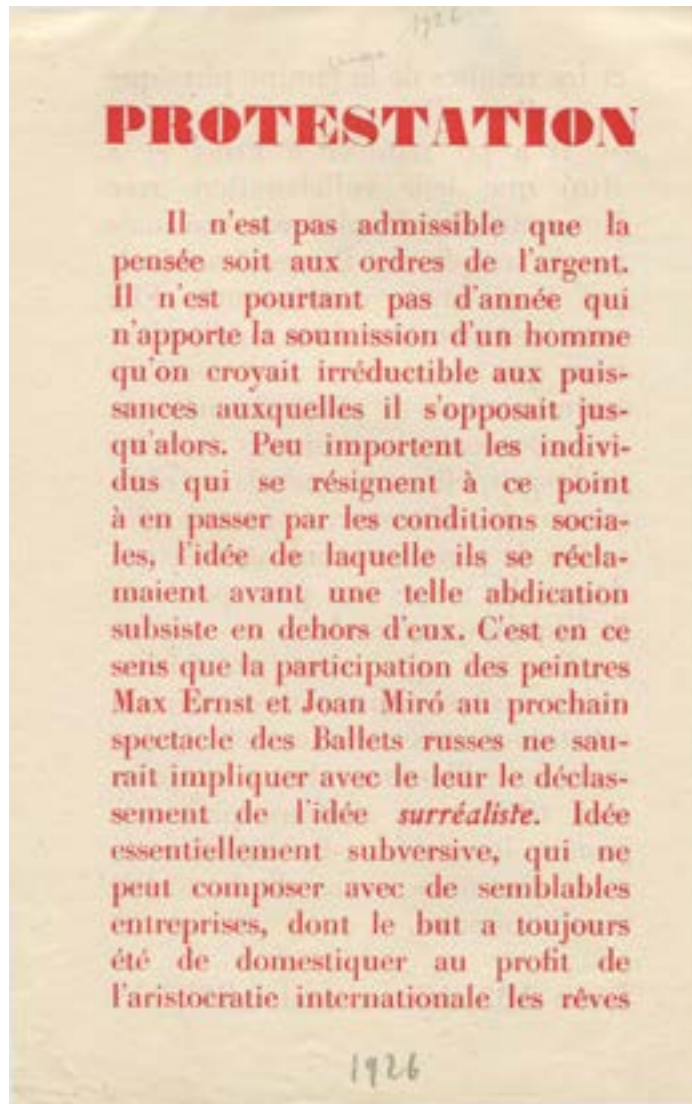 1926
PROTESTATION
Il n'est pas admissible que la
pensée soit aux ordres de l'argent.
Il n'est pourtant pas d'année qui
n'apporte la soumission d'un homme
qu'on croyait irréductible aux puis-
sances auxquelles il s'opposait jus-
qu'alors. Peu importent les indivi-
dus qui se résignent à ce point
à en passer par les conditions socia-
les, l'idée de laquelle ils se récla-
maient avant une telle abdication
subsiste en dehors d'eux. C'est en ce
sens que la participation des peintres
Max Ernst et Joan Miró au prochain
spectacle des Ballets russes ne sau-
rait impliquer avec le leur le déclas-
sement de l'idée surréaliste. Idée
essentiellement subversive, qui ne
peut composer avec de semblables
entreprises, dont le but a toujours
été de domestiquer au profit de
l'aristocratie internationale les rêves
1926